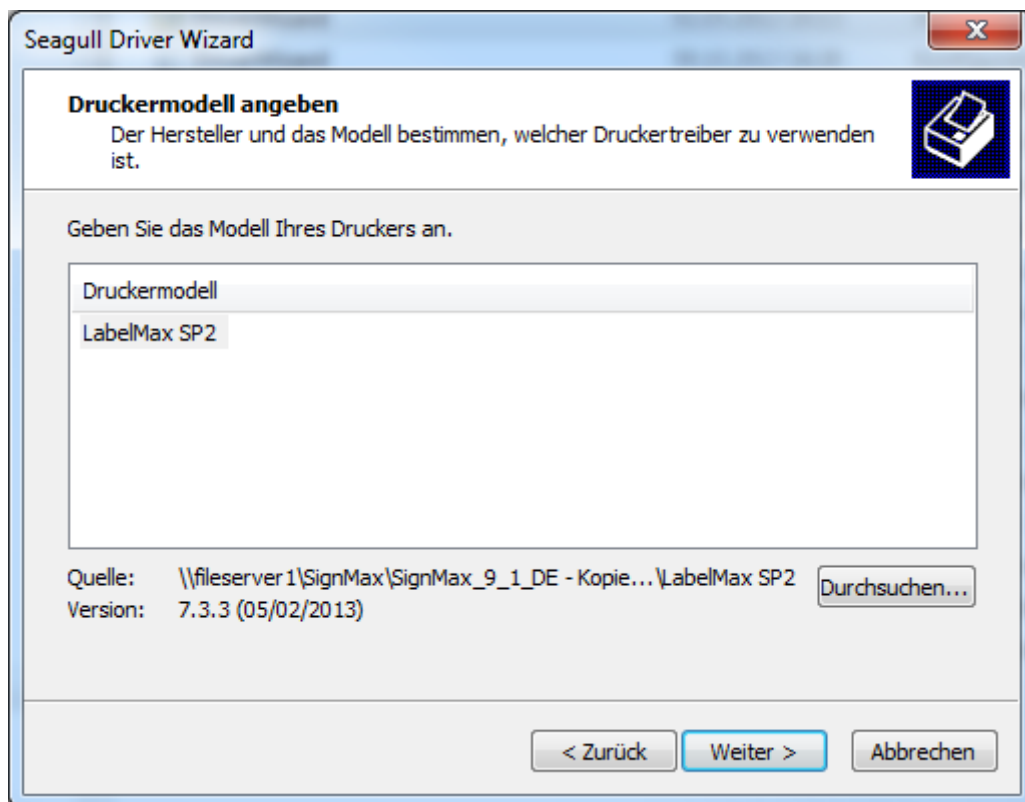 Seagull Driver Wizard
Druckermodell angeben
Der Hersteller und das Modell bestimmen, welcher Druckertreiber zu verwenden
ist.
Geben Sie das Modell Ihres Druckers an.
Druckermodell
LabelMax SP2
Quelle: \\fileserver1\SignMax\SignMax_9_1_DE - Kopie...\LabelMax SP2
Durchsuchen...
Version: 7.3.3 (05/02/2013)
< Zurück Weiter > Abbrechen